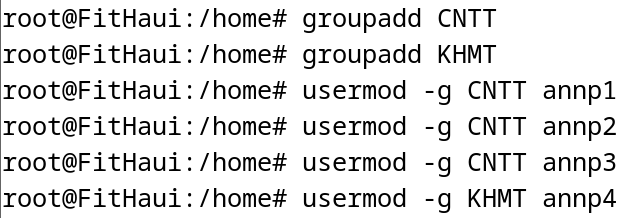 root@FitHaui:/home# groupadd CNTT
root@FitHaui:/home# groupadd KHMT
root@FitHaui:/home# usermod -g CNTT annp1
root@FitHaui:/home# usermod -g CNTT annp2
root@FitHaui:/home# usermod -g CNTT annp3
root@FitHaui:/home# usermod -g KHMT annp4